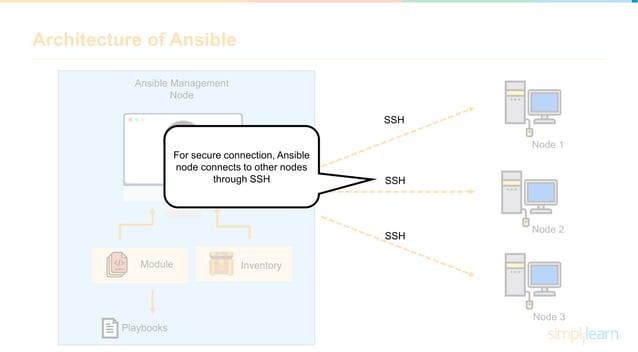 Architecture of Ansible
Ansible Management
Node
For secure connection, Ansible
node connects to other nodes
through SSH
SSH
SSH
SSH
Node 1
Node 2
Node 3
Module
Inventory
Playbooks
simplilearn